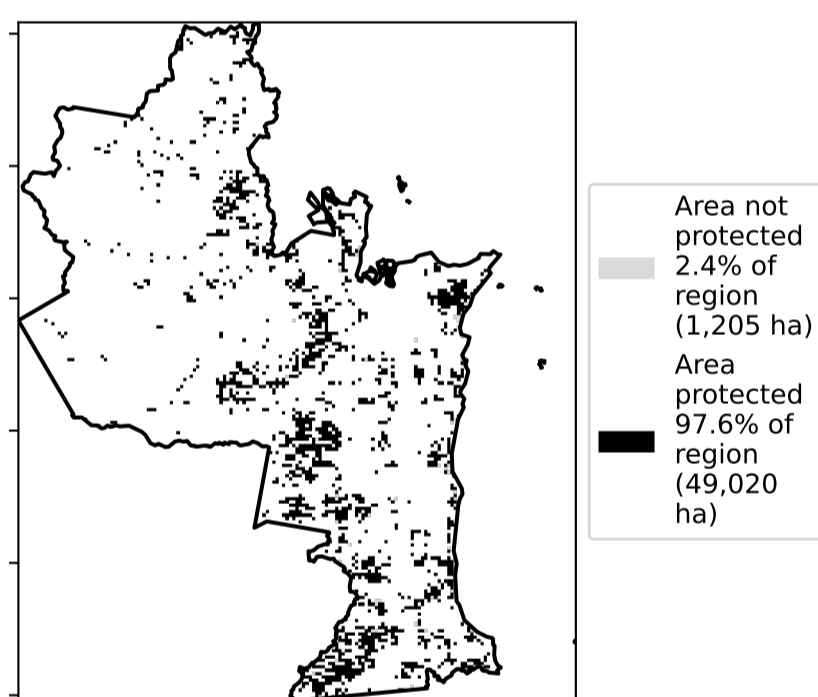 Area not
protected
2.4% of
region
(1,205 ha)
Area
protected
97.6% of
region
(49,020
ha)